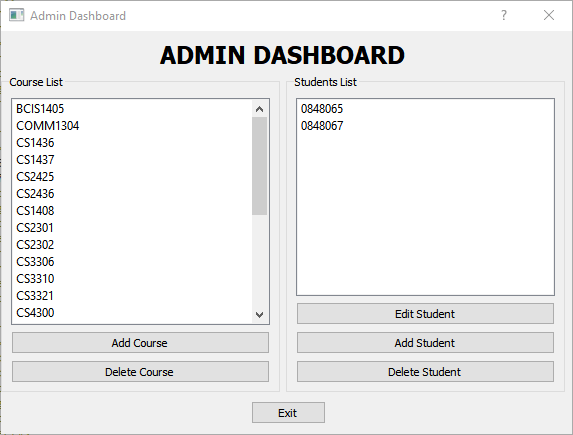 Admin Dashboard
?
ADMIN DASHBOARD
Course List
BCIS1405
COMM1304
CS1436
CS1437
CS2425
CS2436
CS1408
CS2301
CS2302
CS3306
CS3310
CS3321
CS4300
Add Course
Delete Course
Students List
0848065
0848067
Edit Student
Add Student
Delete Student
Exit